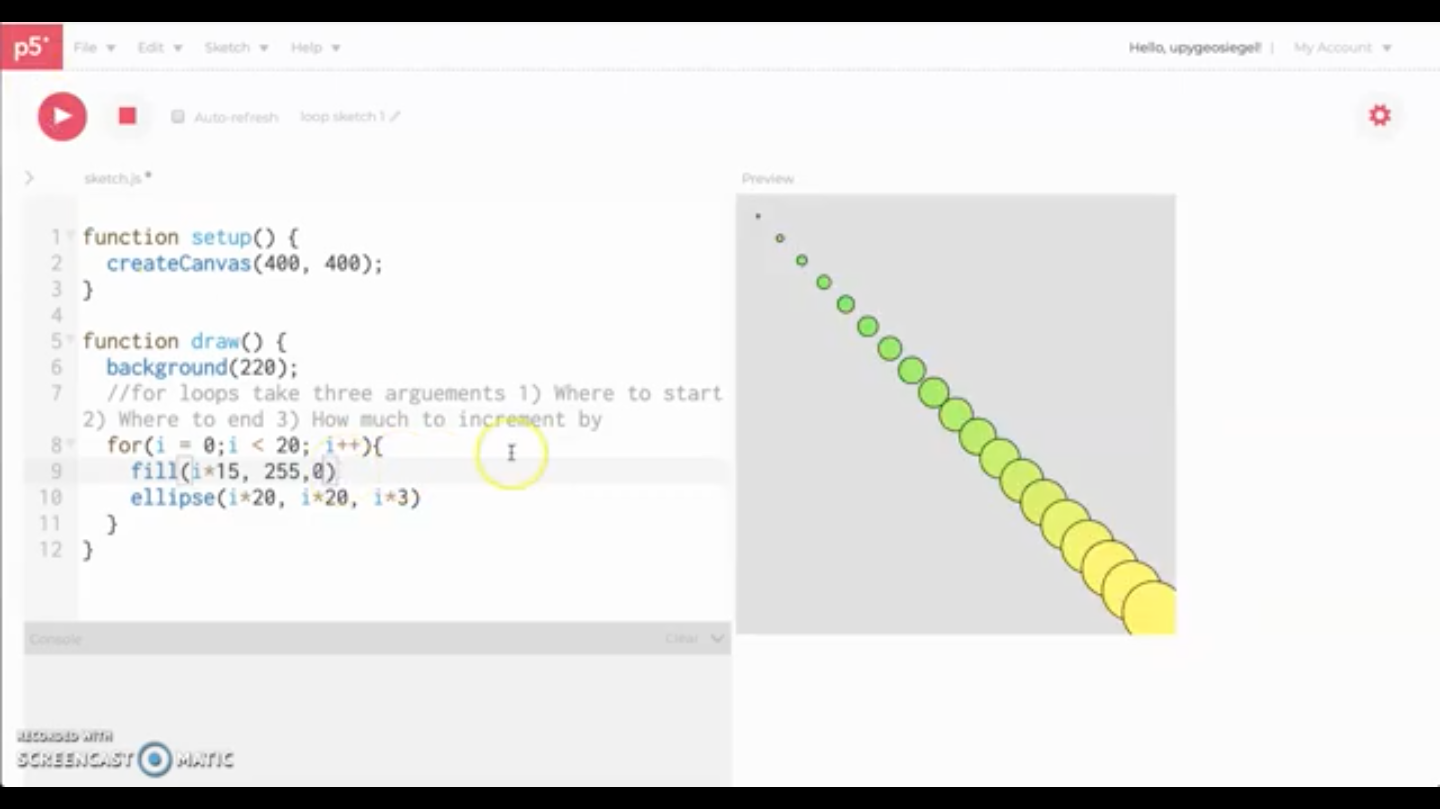 p5* File Edit Sketch Help Hello, upygeosiegel! | My Account
Auto-refresh loop sketch 1
> sketch.js Preview
1 function setup() {
2 createCanvas(400, 400);
3 }
4
5 function draw() {
6 background(220);
7 //for loops take three arguements 1) Where to start
2) Where to end 3) How much to increment by
8 for(i = 0;i < 20; i++){
9 fill(i*15, 255,0)
10 ellipse(i*20, i*20, i*3)
11 }
12 }
Console Clear
RECORDED WITH
SCREENCAST MATIC